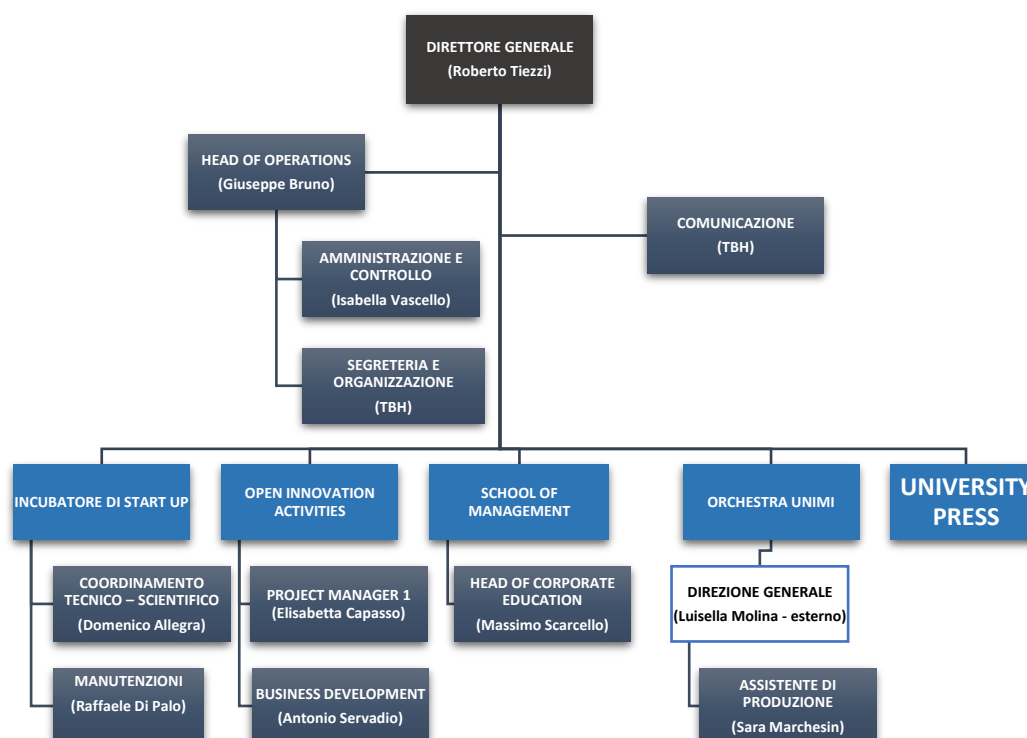 DIRETTORE GENERALE
(Roberto Tiezzi)
HEAD OF OPERATIONS
(Giuseppe Bruno)
COMUNICAZIONE
(TBH)
AMMINISTRAZIONE E
CONTROLLO
(Isabella Vascello)
SEGRETERIA E
ORGANIZZAZIONE
(TBH)
INCUBATORE DI START UP
OPEN INNOVATION
ACTIVITIES
SCHOOL OF
MANAGEMENT
ORCHESTRA UNIMI
UNIVERSITY
PRESS
COORDINAMENTO
TECNICO – SCIENTIFICO
(Domenico Allegra)
PROJECT MANAGER 1
(Elisabetta Capasso)
HEAD OF CORPORATE
EDUCATION
(Massimo Scarcello)
DIREZIONE GENERALE
(Luisella Molina - esterno)
MANUTENZIONI
(Raffaele Di Palo)
BUSINESS DEVELOPMENT
(Antonio Servadio)
ASSISTENTE DI
PRODUZIONE
(Sara Marchesin)